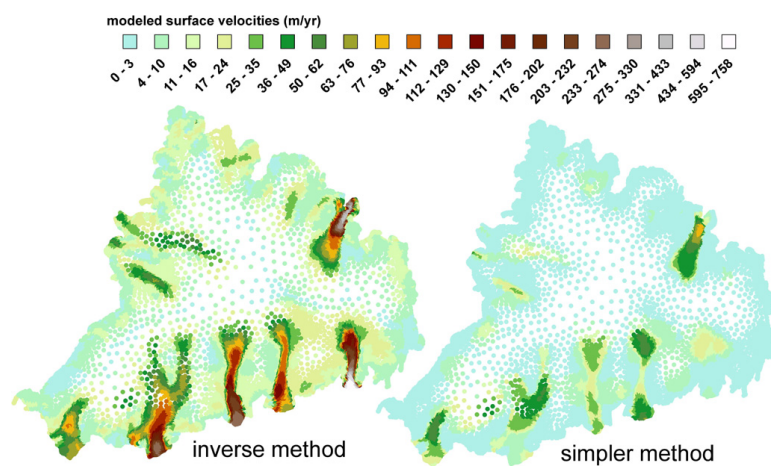 modeled surface velocities (m/yr)
0 - 3
4 - 10
11 - 16
17 - 24
25 - 35
36 - 49
50 - 62
63 - 76
77 - 93
94 - 111
112 - 129
130 - 150
151 - 175
176 - 202
203 - 232
233 - 274
275 - 330
331 - 433
434 - 594
595 - 758
inverse method
simpler method